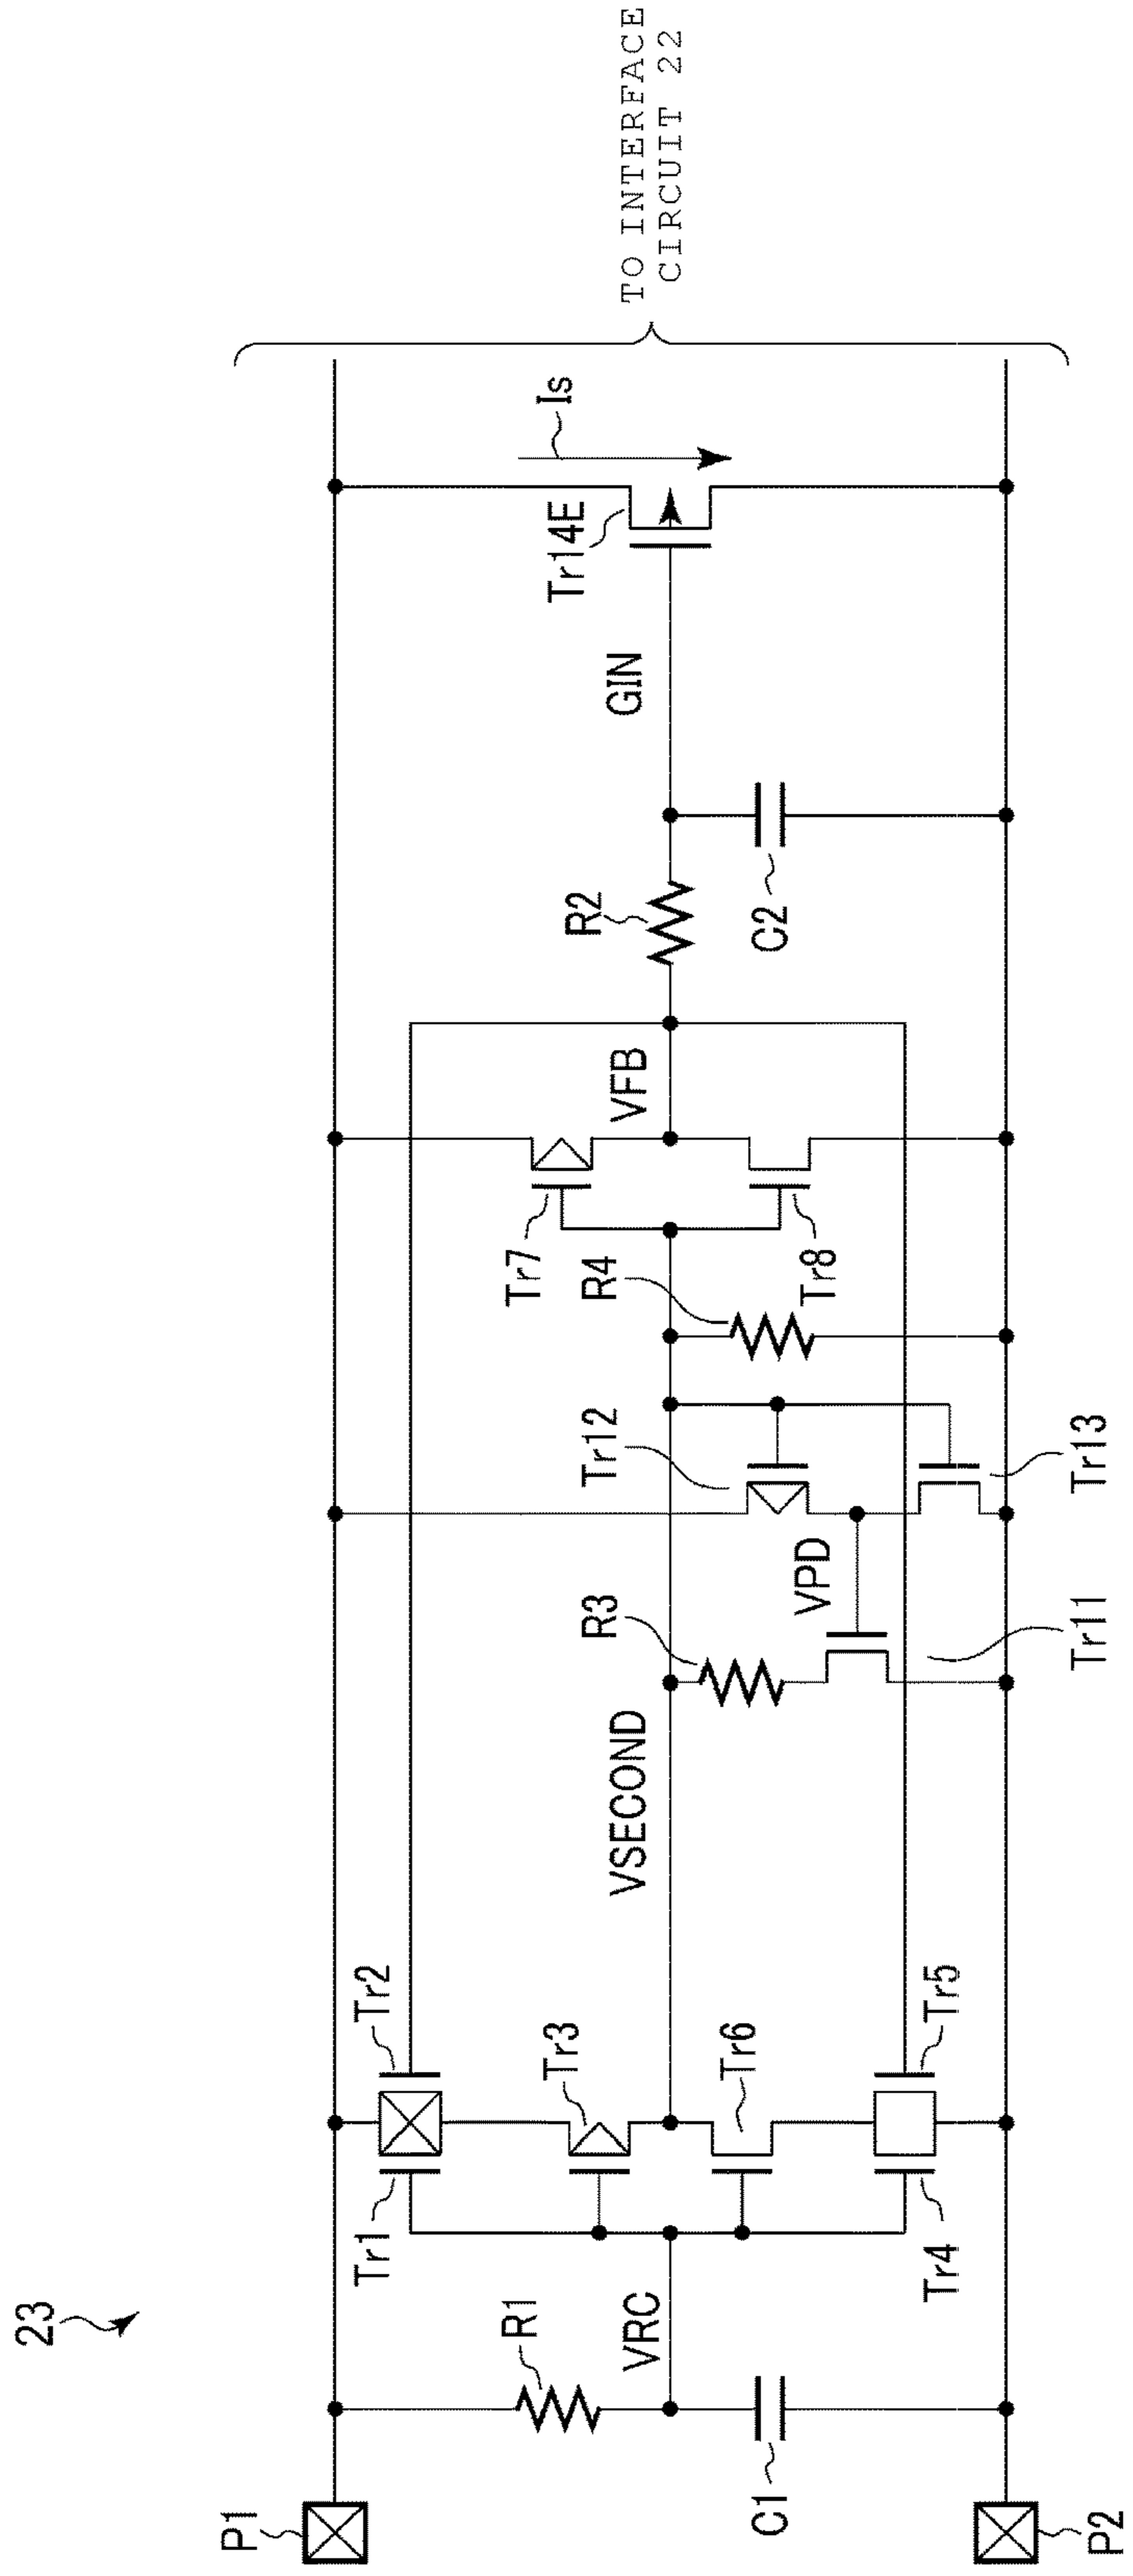 23
P1
R1
VRC
C1
P2
Tr1
Tr2
Tr3
Tr6
Tr4
Tr5
VSECOND
R3
VPD
Tr11
Tr12
Tr13
R4
Tr7
Tr8
VFB
R2
C2
GIN
Tr14E
Is
TO INTERFACE
CIRCUIT 22